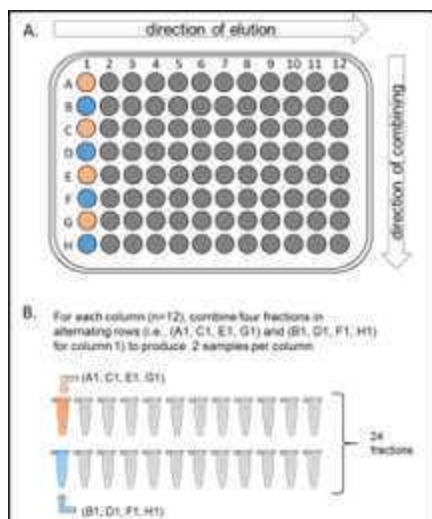 A.
direction of elution
1 2 3 4 5 6 7 8 9 10 11 12
A
B
C
D
E
F
G
H
direction of combining
B.
For each column (n=12), combine four fractions in
alternating rows (i.e., (A1, C1, E1, G1) and (B1, D1, F1, H1)
for column 1) to produce 2 samples per column
(A1, C1, E1, G1)
24
fractions
(B1, D1, F1, H1)